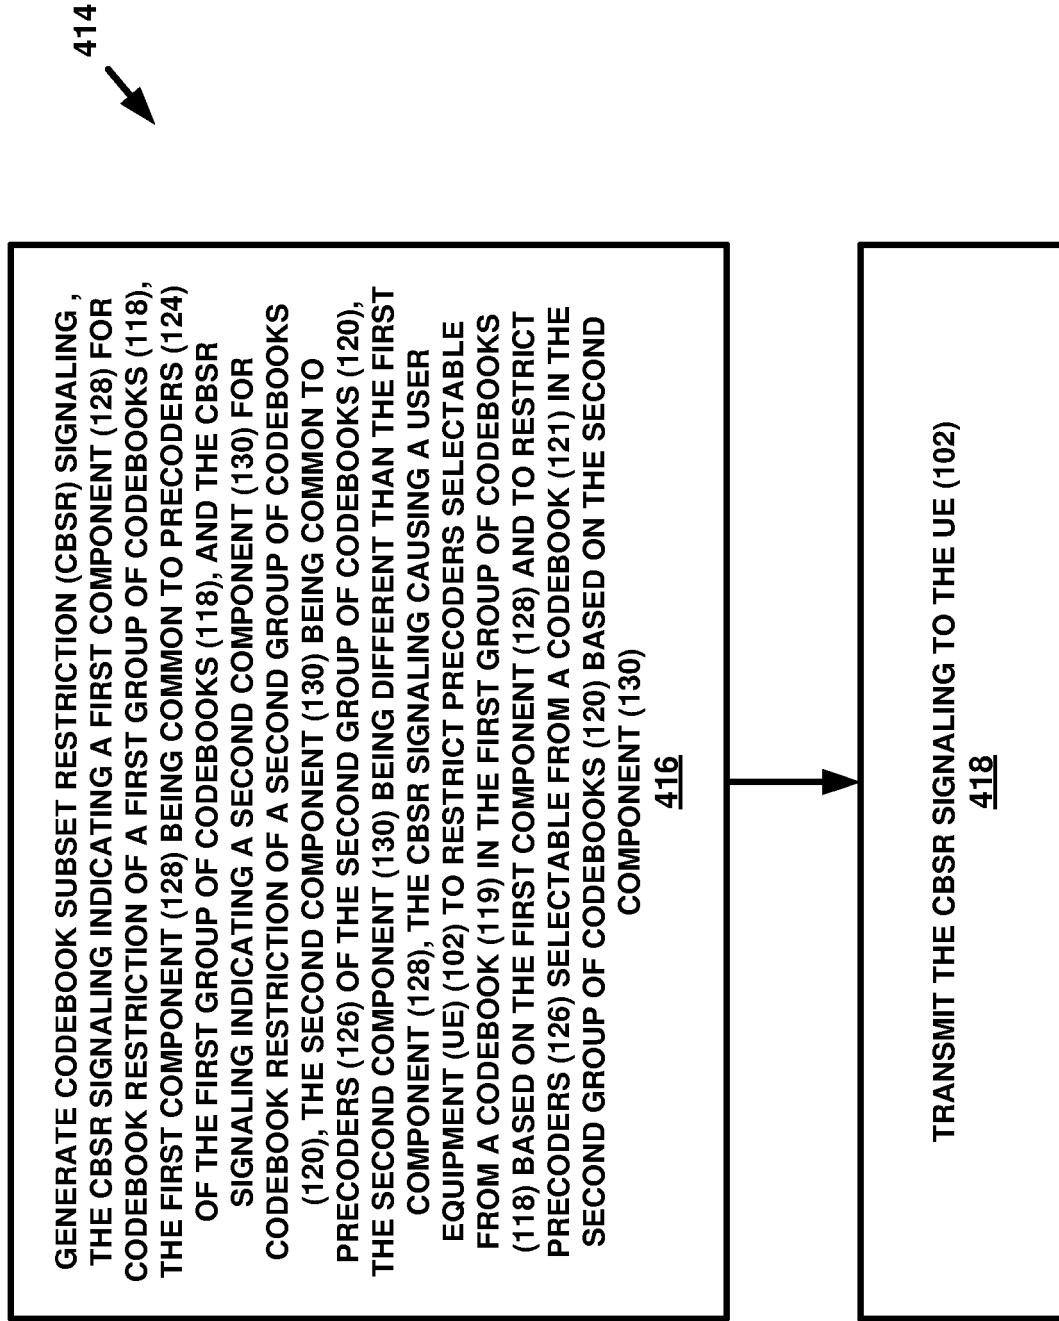 414
GENERATE CODEBOOK SUBSET RESTRICTION (CBSR) SIGNALING ,
THE CBSR SIGNALING INDICATING A FIRST COMPONENT (128) FOR
CODEBOOK RESTRICTION OF A FIRST GROUP OF CODEBOOKS (118),
THE FIRST COMPONENT (128) BEING COMMON TO PRECODERS (124)
OF THE FIRST GROUP OF CODEBOOKS (118), AND THE CBSR
SIGNALING INDICATING A SECOND COMPONENT (130) FOR
CODEBOOK RESTRICTION OF A SECOND GROUP OF CODEBOOKS
(120), THE SECOND COMPONENT (130) BEING COMMON TO
PRECODERS (126) OF THE SECOND GROUP OF CODEBOOKS (120),
THE SECOND COMPONENT (130) BEING DIFFERENT THAN THE FIRST
COMPONENT (128), THE CBSR SIGNALING CAUSING A USER
EQUIPMENT (UE) (102) TO RESTRICT PRECODERS SELECTABLE
FROM A CODEBOOK (119) IN THE FIRST GROUP OF CODEBOOKS
(118) BASED ON THE FIRST COMPONENT (128) AND TO RESTRICT
PRECODERS (126) SELECTABLE FROM A CODEBOOK (121) IN THE
SECOND GROUP OF CODEBOOKS (120) BASED ON THE SECOND
COMPONENT (130)
416
TRANSMIT THE CBSR SIGNALING TO THE UE (102)
418